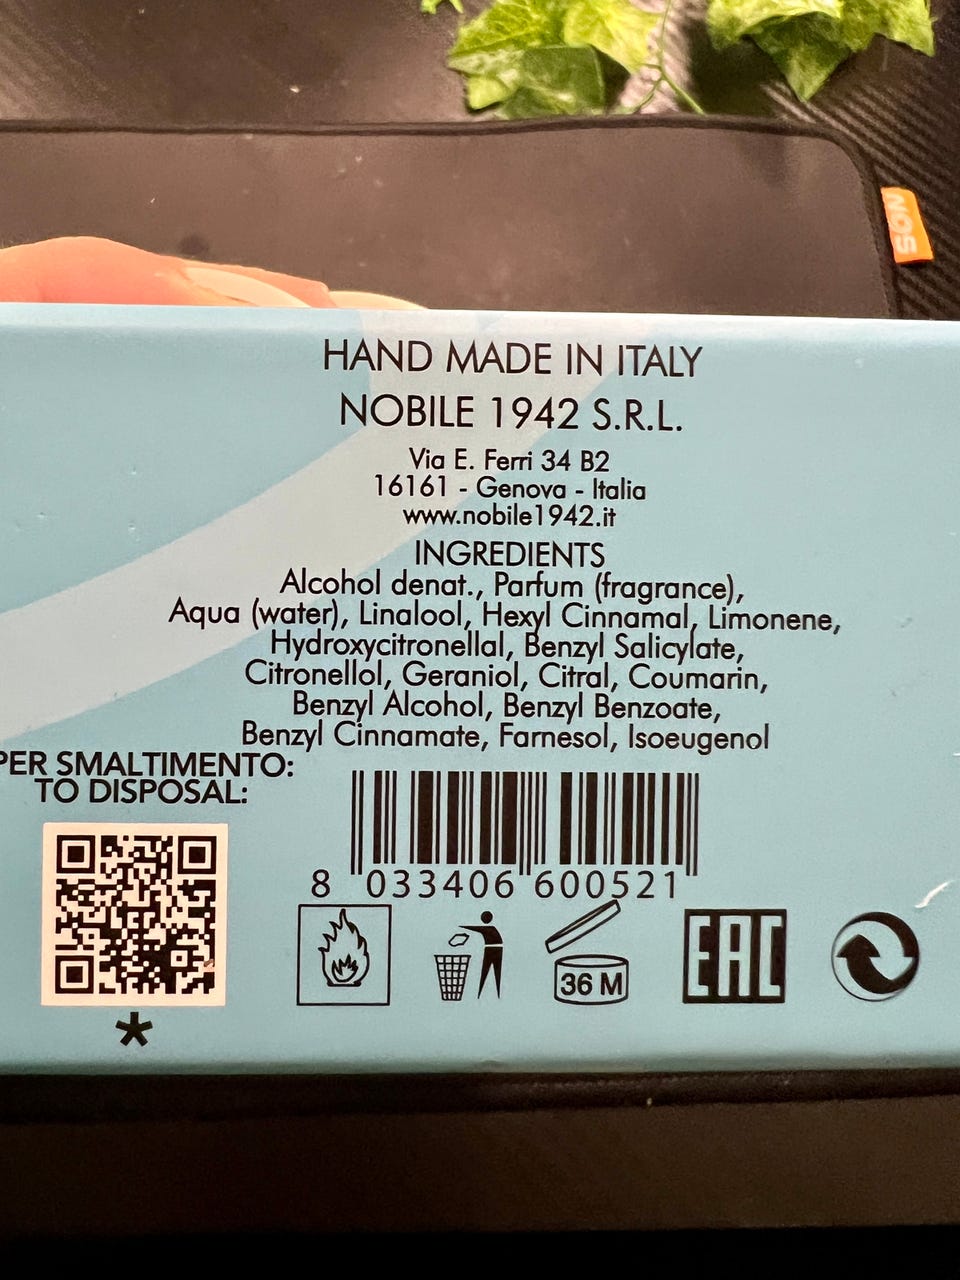 NOS
HAND MADE IN ITALY
NOBILE 1942 S.R.L.
Via E. Ferri 34 B2
16161 - Genova - Italia
www.nobile1942.it
INGREDIENTS
Alcohol denat., Parfum (fragrance),
Aqua (water), Linalool, Hexyl Cinnamal, Limonene,
Hydroxycitronellal, Benzyl Salicylate,
Citronellol, Geraniol, Citral, Coumarin,
Benzyl Alcohol, Benzyl Benzoate,
Benzyl Cinnamate, Farnesol, Isoeugenol
PER SMALTIMENTO:
TO DISPOSAL:
8 033406 600521
*
36 M
EAC